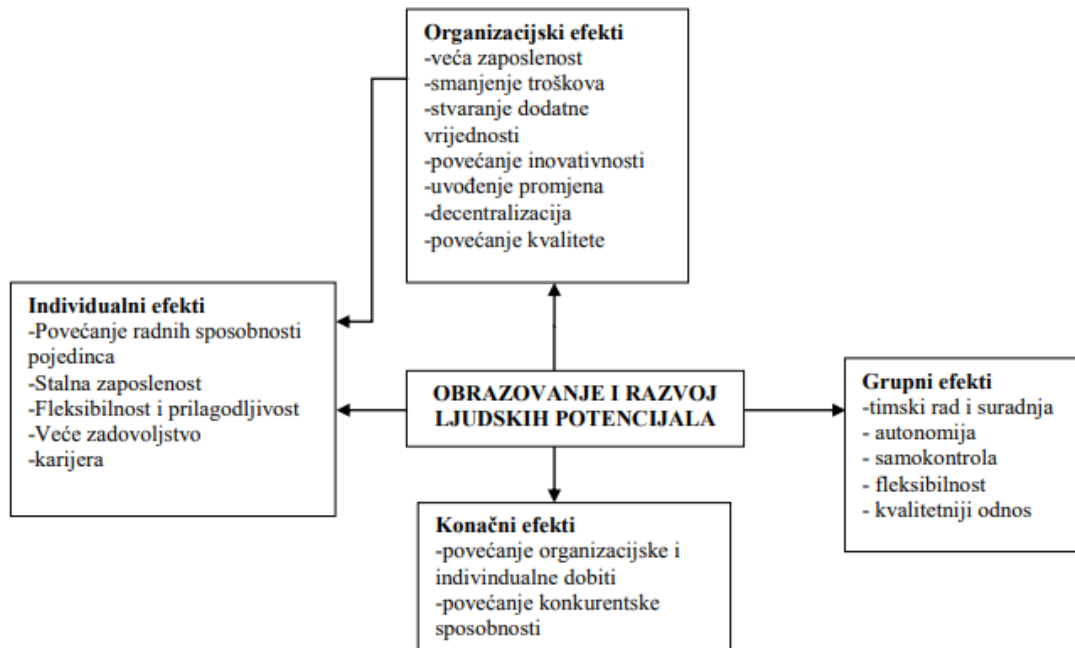 Organizacijski efekti
-veća zaposlenost
-smanjenje troškova
-stvaranje dodatne
vrijednosti
-povećanje inovativnosti
-uvođenje promjena
-decentralizacija
-povećanje kvalitete
Individualni efekti
-Povećanje radnih sposobnosti
pojedinca
-Stalna zaposlenost
-Fleksibilnost i prilagodljivost
-Veće zadovoljstvo
-karijera
OBRAZOVANJE I RAZVOJ
LJUDSKIH POTENCIJALA
Grupni efekti
-timski rad i suradnja
- autonomija
- samokontrola
- fleksibilnost
- kvalitetniji odnos
Konačni efekti
-povećanje organizacijske i
indivindualne dobiti
-povećanje konkurentske
sposobnosti